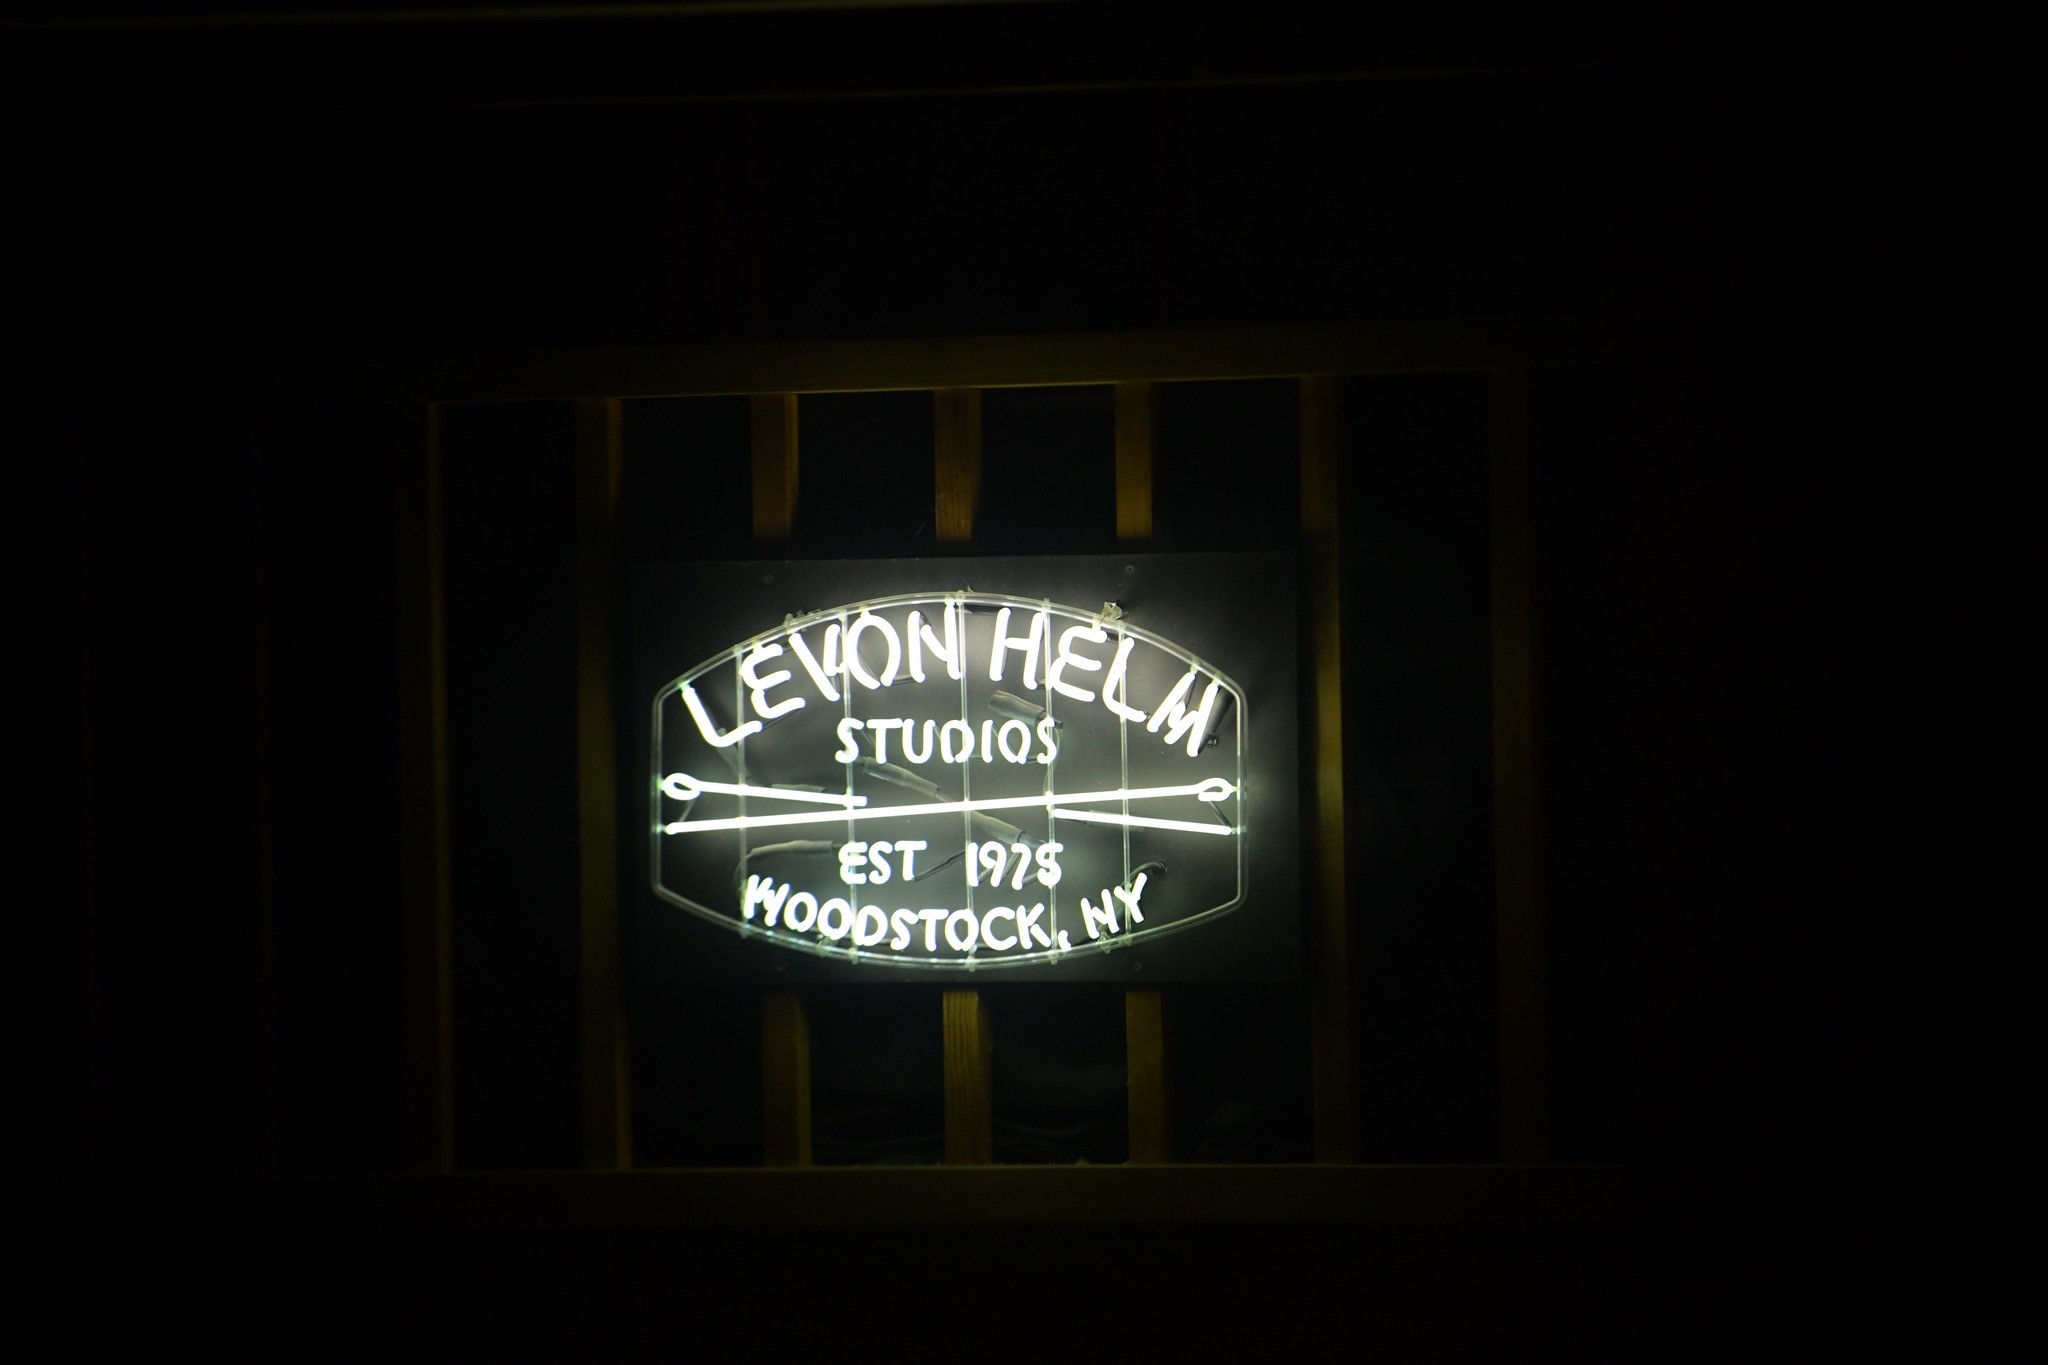 LEVON HELM
STUDIOS
EST 1975
WOODSTOCK, NY